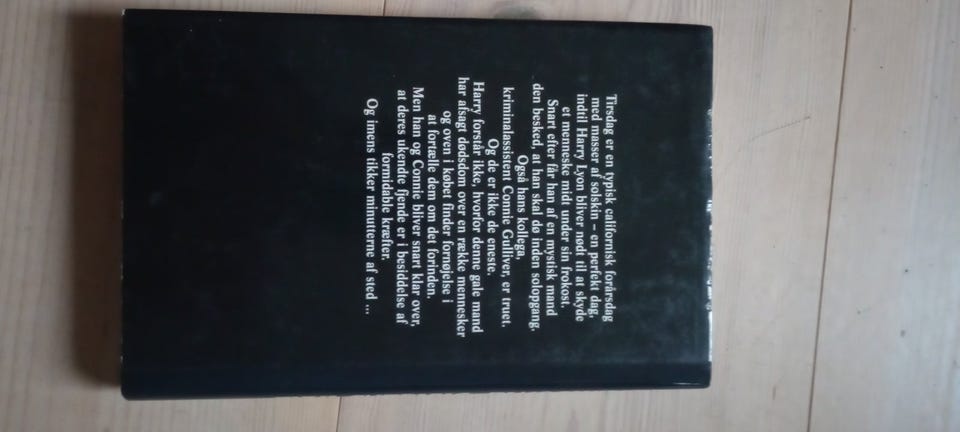 Tirsdag er en typisk californisk forårsdag
med masser af solskin – en perfekt dag,
indtil Harry Lyon bliver nødt til at skyde
et menneske midt under sin frokost.
Snart efter får han af en mystisk mand
den besked, at han skal dø inden solopgang.
Også hans kollega,
kriminalassistent Connie Gulliver, er truet.
Og de er ikke de eneste.
Harry forstår ikke, hvorfor denne gale mand
har afsagt dødsdom over en række mennesker
og oven i købet finder fornøjelse i
at fortælle dem om det forinden.
Men han og Connie bliver snart klar over,
at deres ukendte fjende er i besiddelse af
formidable kræfter.
Og imens tikker minutterne af sted ...